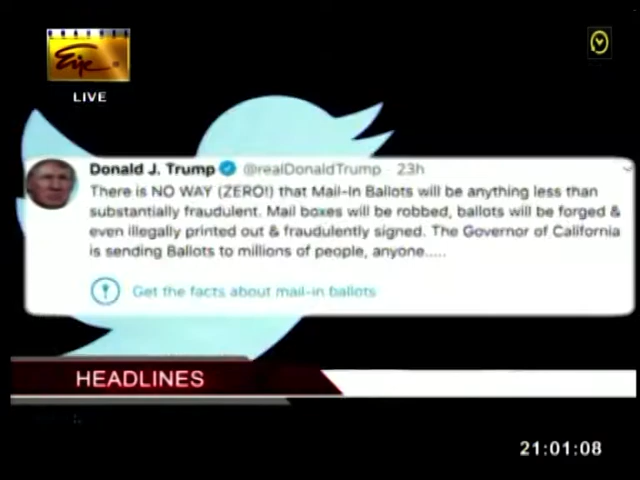 Eye
LIVE
Donald J. Trump @realDonaldTrump · 23h
There is NO WAY (ZERO!) that Mail-In Ballots will be anything less than
substantially fraudulent. Mail boxes will be robbed, ballots will be forged &
even illegally printed out & fraudulently signed. The Governor of California
is sending Ballots to millions of people, anyone.....
Get the facts about mail-in ballots
HEADLINES
21:01:08